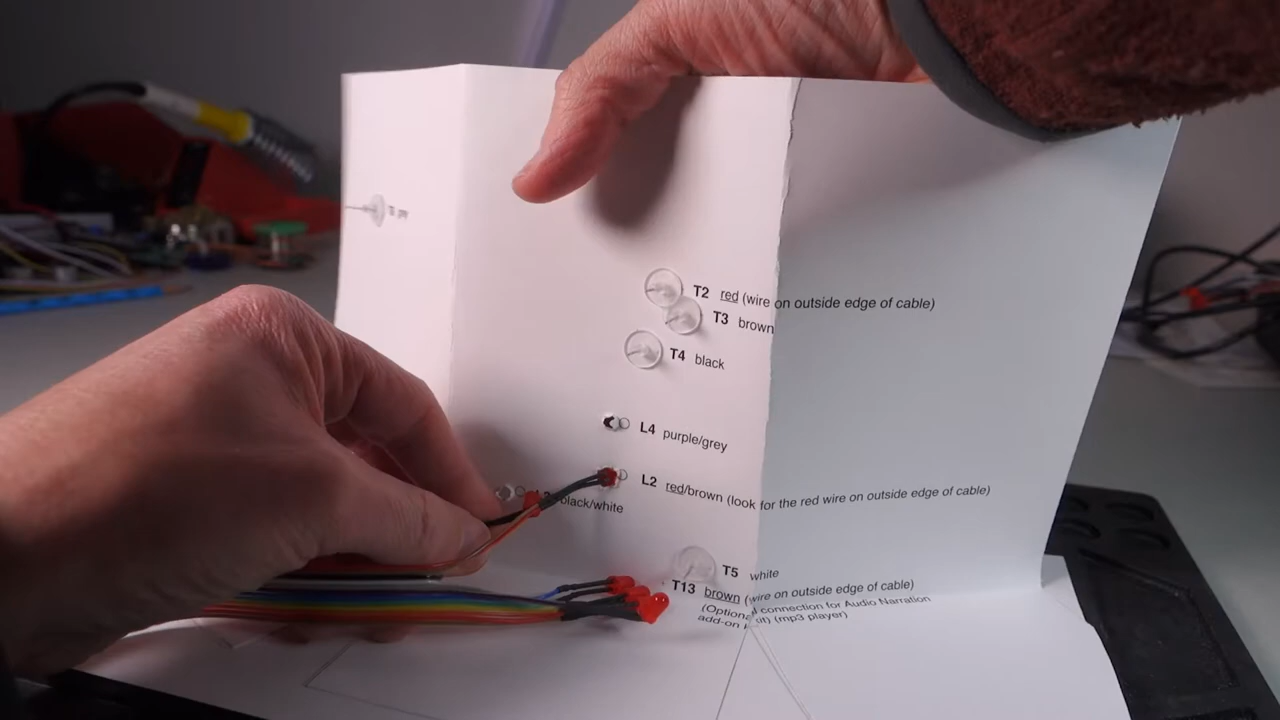 T2 red (wire on outside edge of cable)
T3 brown
T4 black
L4 purple/grey
L2 red/brown (look for the red wire on outside edge of cable)
black/white
T5 white
T13 brown (wire on outside edge of cable)
(Optional connection for Audio Narration
add-on kit) (mp3 player)